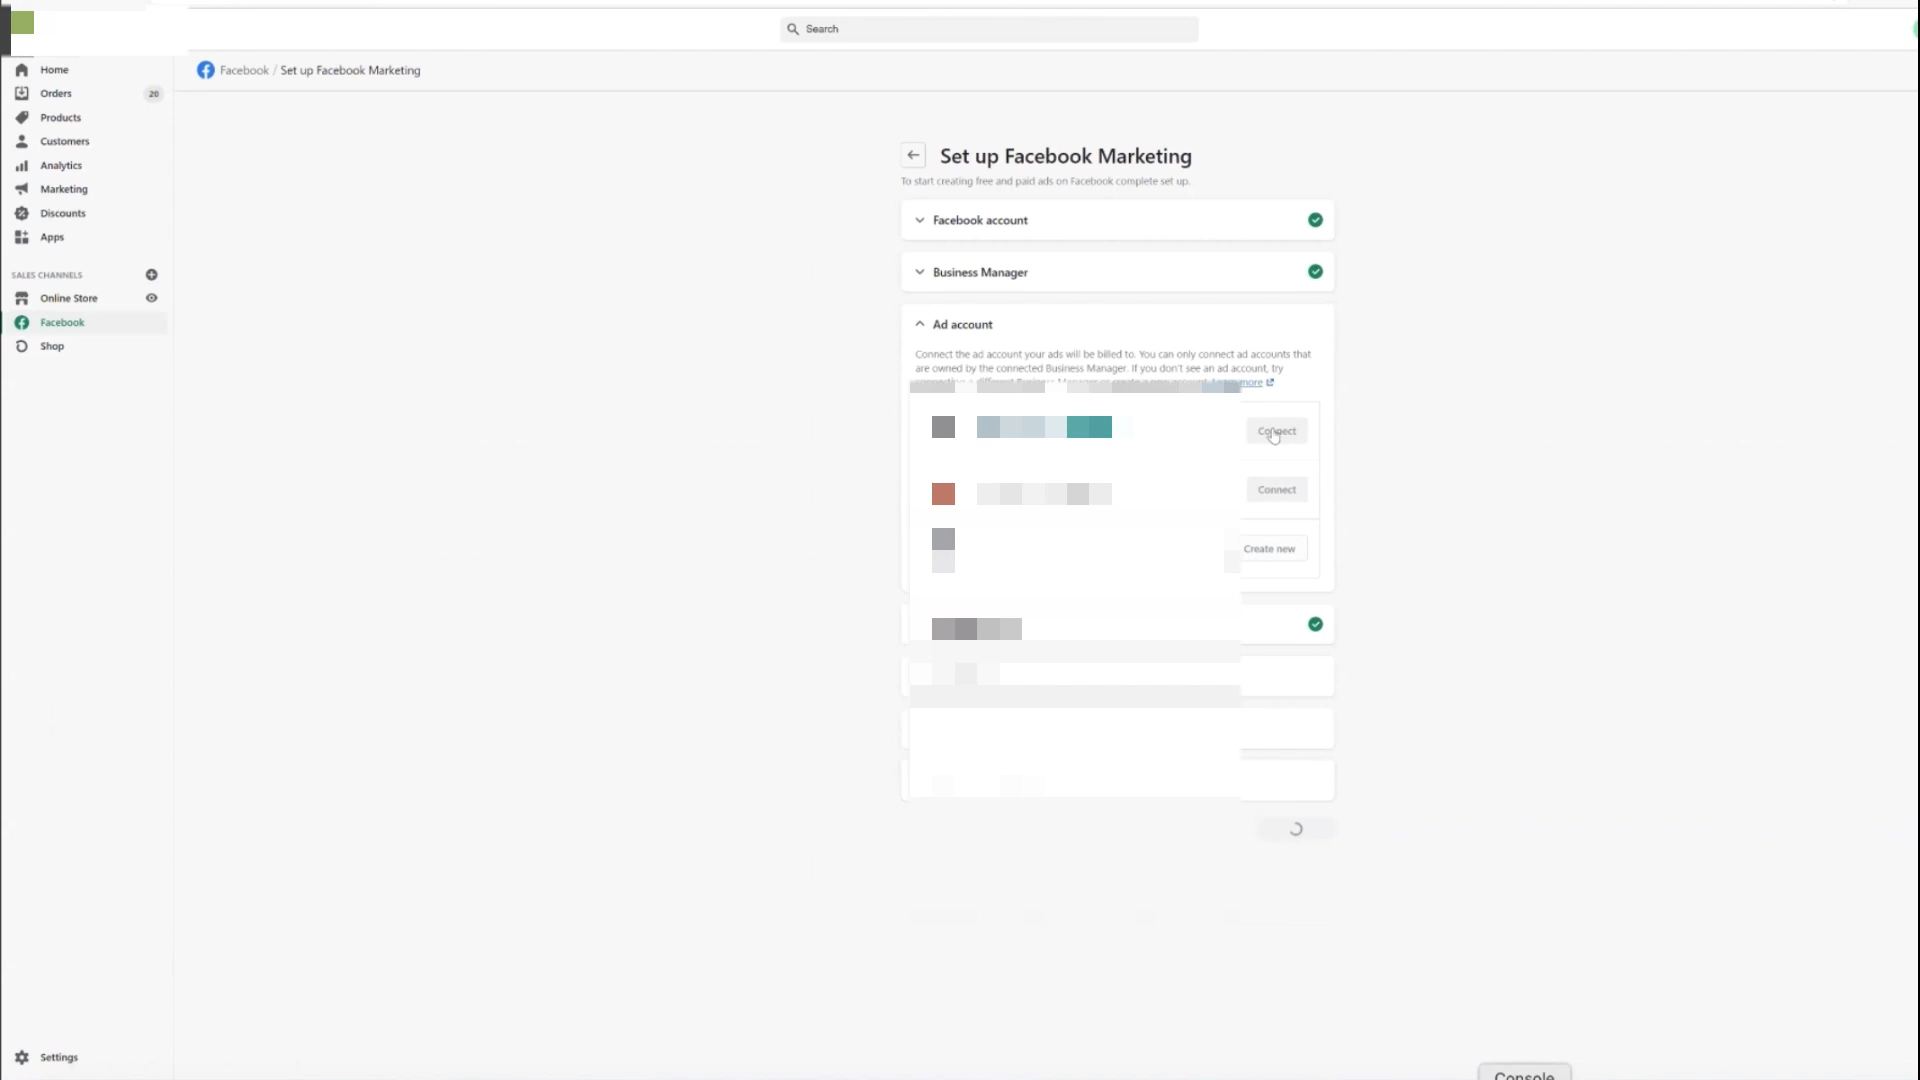 Search
Home
Orders 20
Products
Customers
Analytics
Marketing
Discounts
Apps
SALES CHANNELS
Online Store
Facebook
Shop
Settings
Facebook / Set up Facebook Marketing
Set up Facebook Marketing
To start creating free and paid ads on Facebook complete set up.
Facebook account
Business Manager
Ad account
Connect the ad account your ads will be billed to. You can only connect ad accounts that
are owned by the connected Business Manager. If you don't see an ad account, try
more
Connect
Connect
Create new
Console